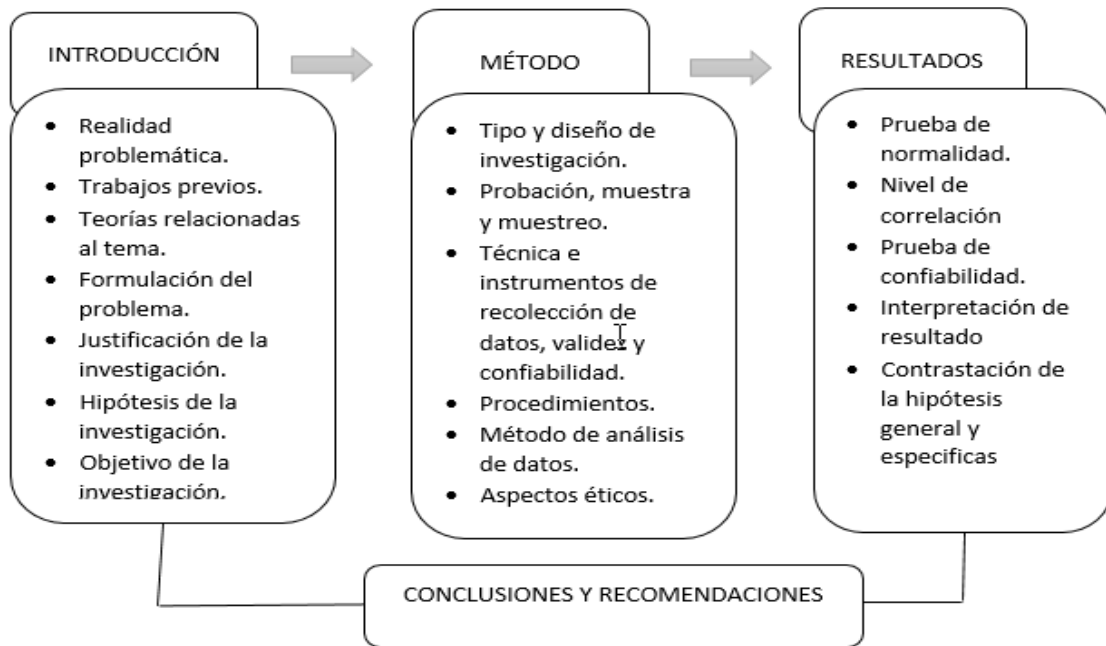 INTRODUCCIÓN
• Realidad
problemática.
• Trabajos previos.
• Teorías relacionadas
al tema.
• Formulación del
problema.
• Justificación de la
investigación.
• Hipótesis de la
investigación.
• Objetivo de la
investigación.
MÉTODO
• Tipo y diseño de
investigación.
• Probación, muestra
y muestreo.
• Técnica e
instrumentos de
recolección de
datos, validez y
confiabilidad.
• Procedimientos.
• Método de análisis
de datos.
• Aspectos éticos.
RESULTADOS
• Prueba de
normalidad.
• Nivel de
correlación
• Prueba de
confiabilidad.
• Interpretación de
resultado
• Contrastación de
la hipótesis
general y
especificas
CONCLUSIONES Y RECOMENDACIONES